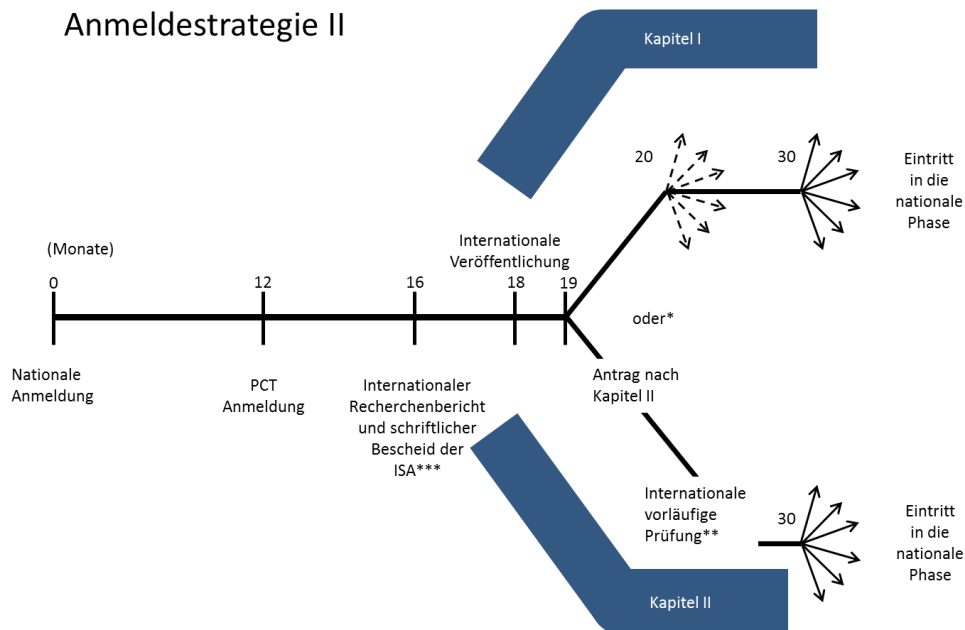 Anmeldestrategie II
Kapitel I
20
30
Eintritt
in die
nationale
Phase
(Monate)
Internationale
Veröffentlichung
0
12
16
18
19
oder*
Nationale
Anmeldung
PCT
Anmeldung
Internationaler
Recherchenbericht
und schriftlicher
Bescheid der
ISA***
Antrag nach
Kapitel II
Internationale
vorläufige
Prüfung**
30
Eintritt
in die
nationale
Phase
Kapitel II